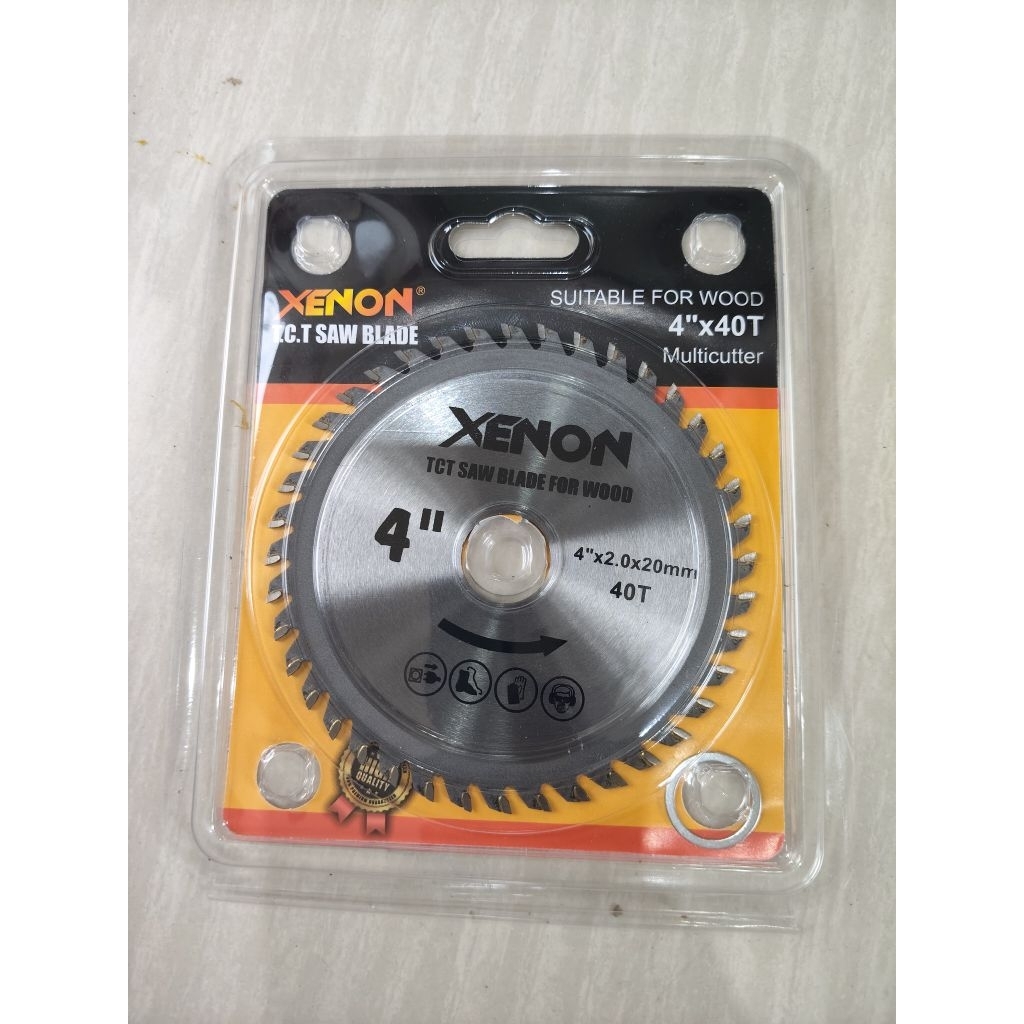 XENON®
T.C.T SAW BLADE
SUITABLE FOR WOOD
4"x40T
Multicutter
XENON
TCT SAW BLADE FOR WOOD
4"
4"x2.0x20mm
40T
QUALITY